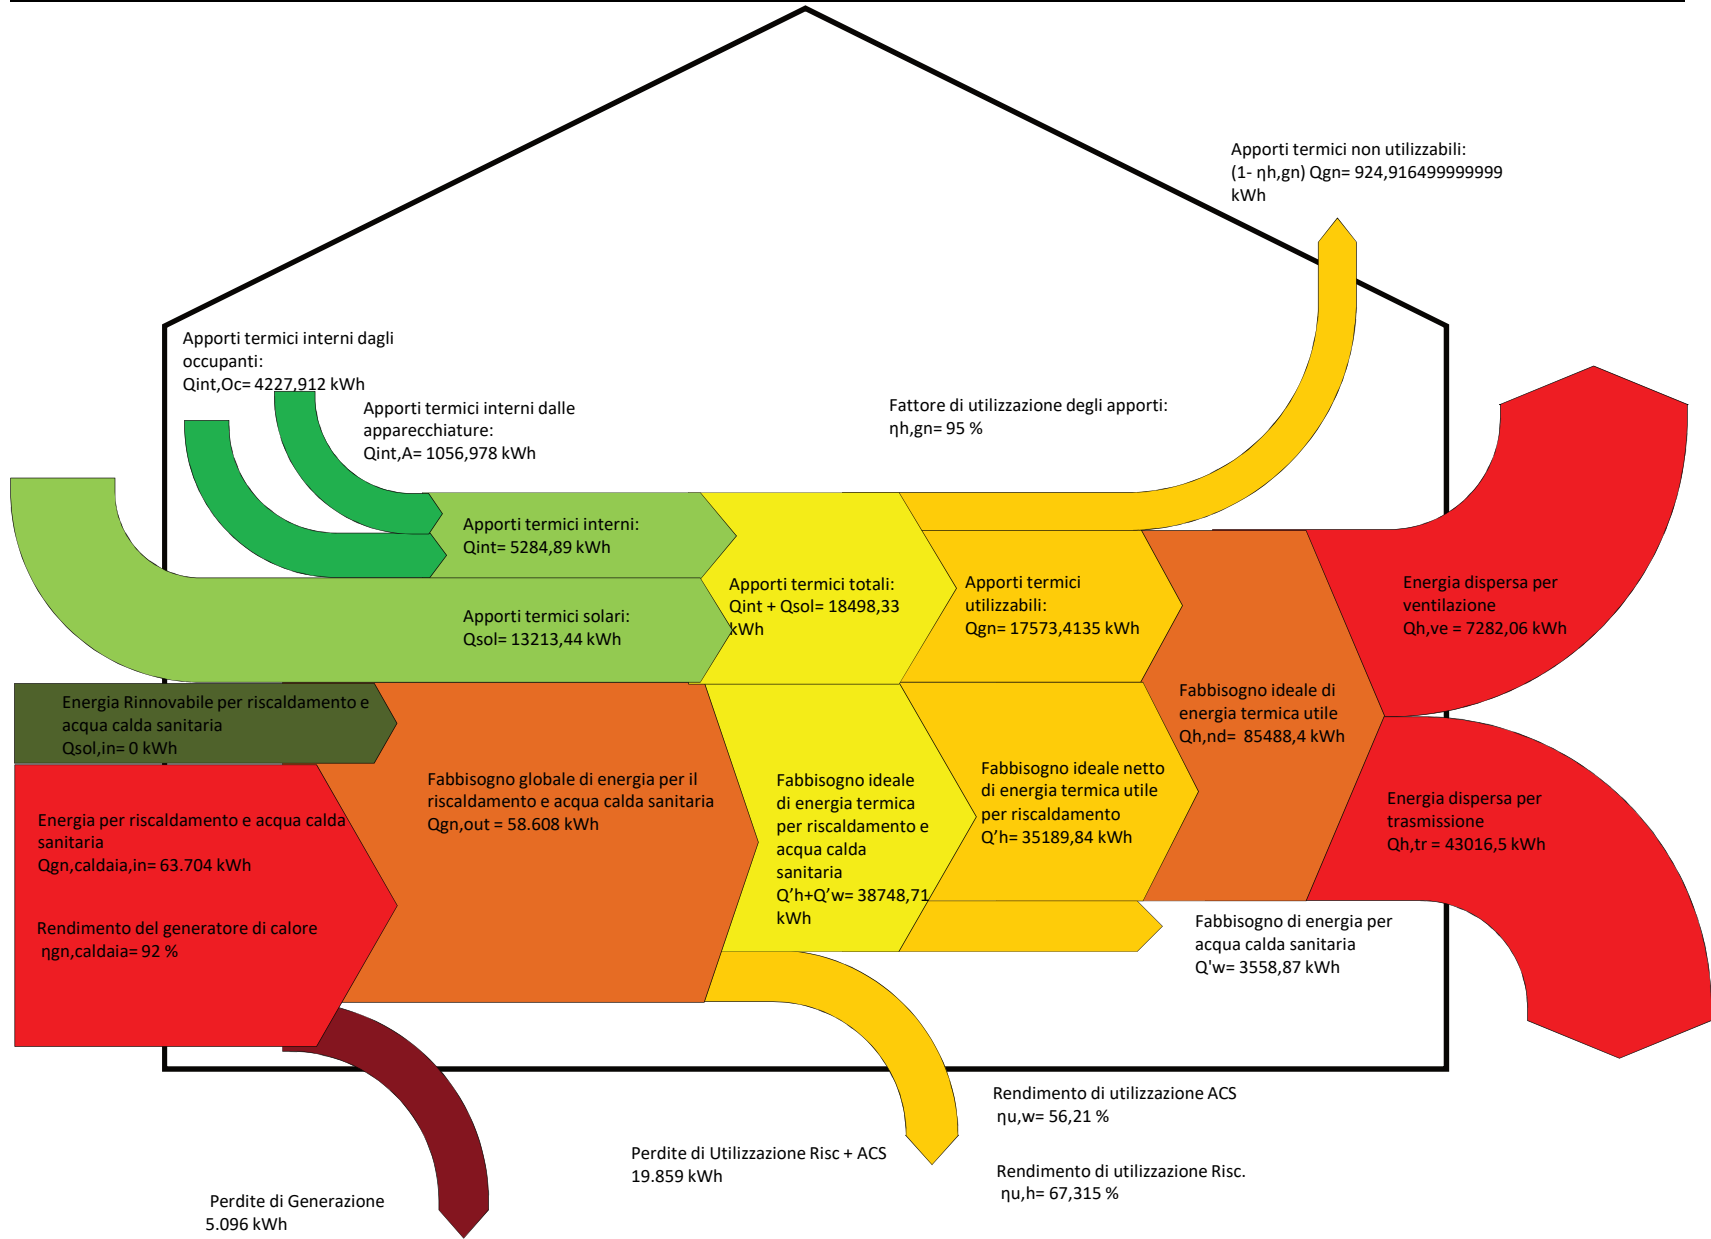 Apporti termici non utilizzabili:
(1- ηh,gn) Qgn= 924,916499999999
kWh
Apporti termici interni dagli
occupanti:
Qint,Oc= 4227,912 kWh
Apporti termici interni dalle
apparecchiature:
Qint,A= 1056,978 kWh
Fattore di utilizzazione degli apporti:
ηh,gn= 95 %
Apporti termici interni:
Qint= 5284,89 kWh
Apporti termici solari:
Qsol= 13213,44 kWh
Apporti termici totali:
Qint + Qsol= 18498,33
kWh
Apporti termici
utilizzabili:
Qgn= 17573,4135 kWh
Energia dispersa per
ventilazione
Qh,ve = 7282,06 kWh
Energia Rinnovabile per riscaldamento e
acqua calda sanitaria
Qsol,in= 0 kWh
Fabbisogno ideale di
energia termica utile
Qh,nd=  85488,4 kWh
Energia per riscaldamento e acqua calda
sanitaria
Qgn,caldaia,in= 63.704 kWh
Rendimento del generatore di calore
ηgn,caldaia= 92 %
Fabbisogno globale di energia per il
riscaldamento e acqua calda sanitaria
Qgn,out = 58.608 kWh
Fabbisogno ideale
di energia termica
per riscaldamento e
acqua calda
sanitaria
Q’h+Q’w= 38748,71
kWh
Fabbisogno ideale netto
di energia termica utile
per riscaldamento
Q’h= 35189,84 kWh
Energia dispersa per
trasmissione
Qh,tr = 43016,5 kWh
Fabbisogno di energia per
acqua calda sanitaria
Q'w= 3558,87 kWh
Rendimento di utilizzazione ACS
ηu,w= 56,21 %
Perdite di Utilizzazione Risc + ACS
19.859 kWh
Rendimento di utilizzazione Risc.
ηu,h= 67,315 %
Perdite di Generazione
5.096 kWh